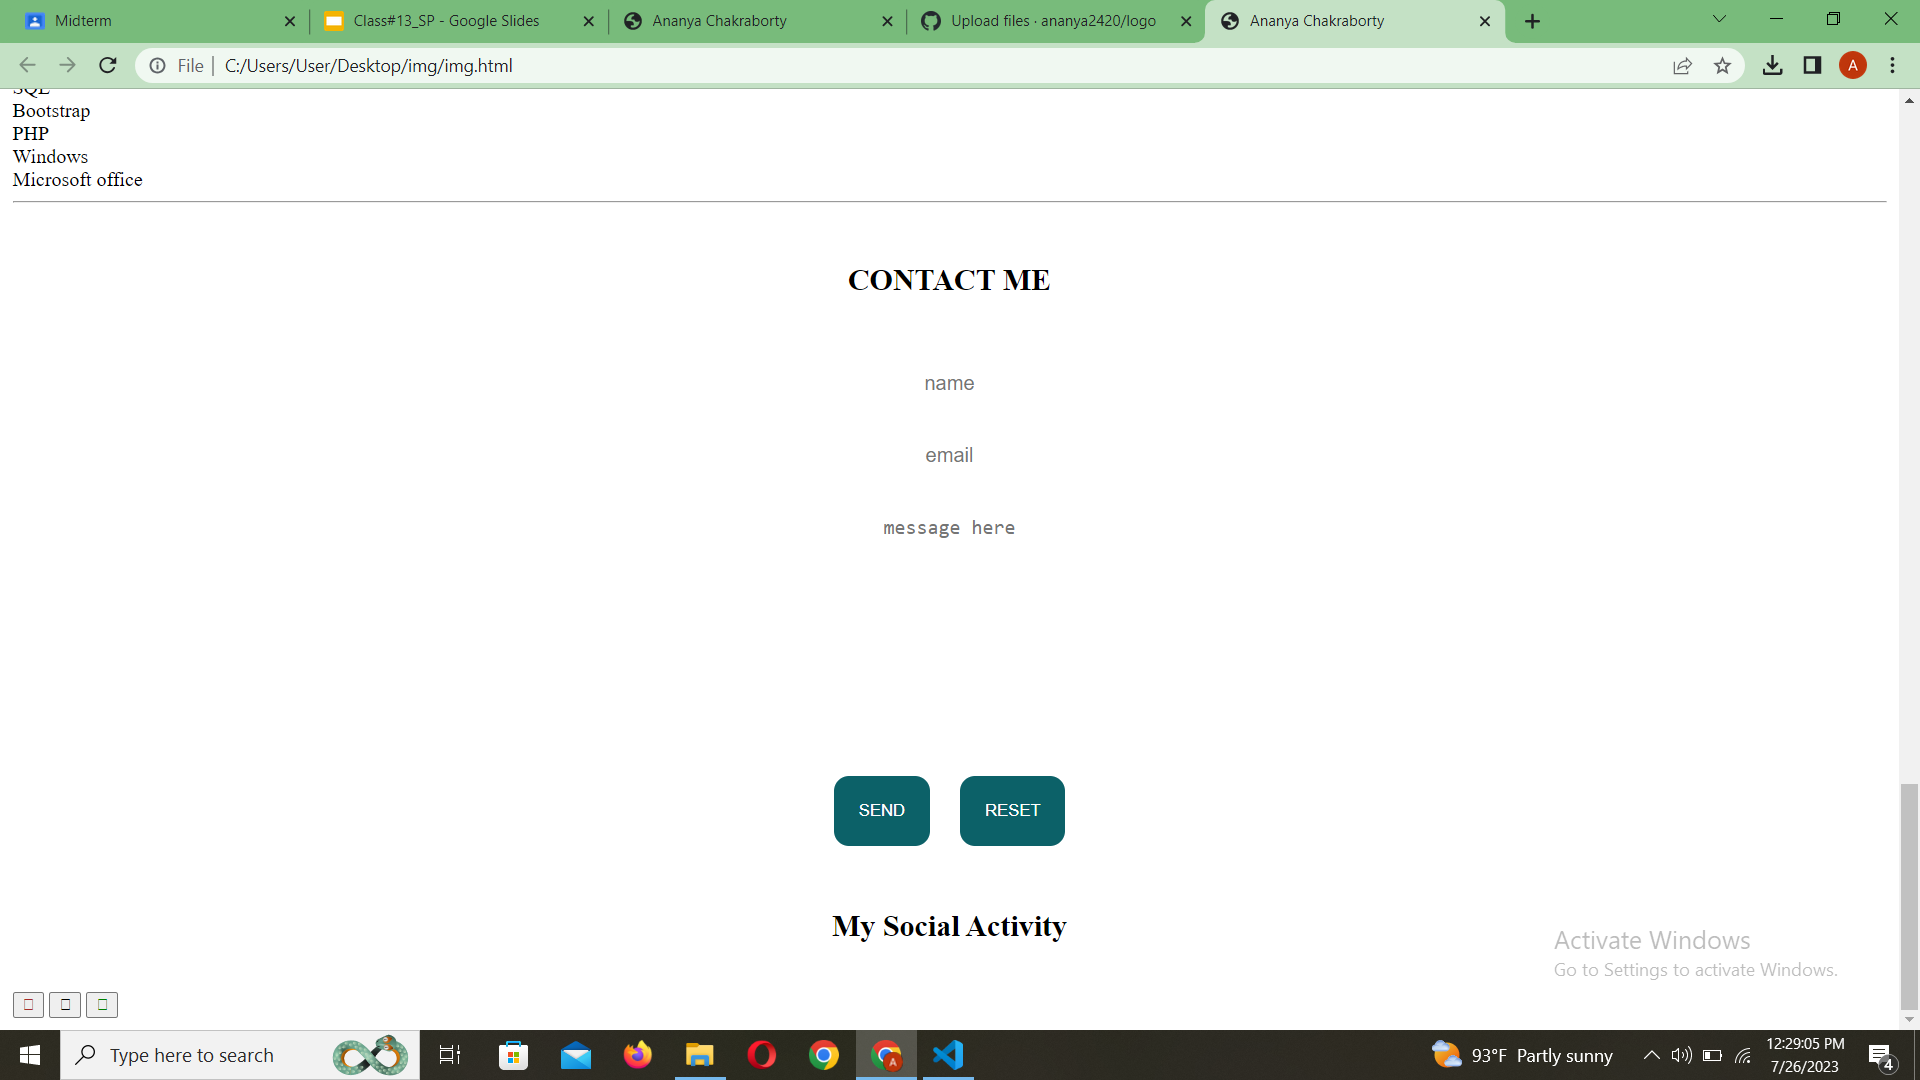 Midterm
Class#13_SP - Google Slides
Ananya Chakraborty
Upload files · ananya2420/logo
Ananya Chakraborty
File
C:/Users/User/Desktop/img/img.html
A
SQL
Bootstrap
PHP
Windows
Microsoft office
CONTACT ME
name
email
message here
SEND
RESET
My Social Activity
Activate Windows
Go to Settings to activate Windows.
Type here to search
A
93°F Partly sunny
12:29:05 PM
7/26/2023
4